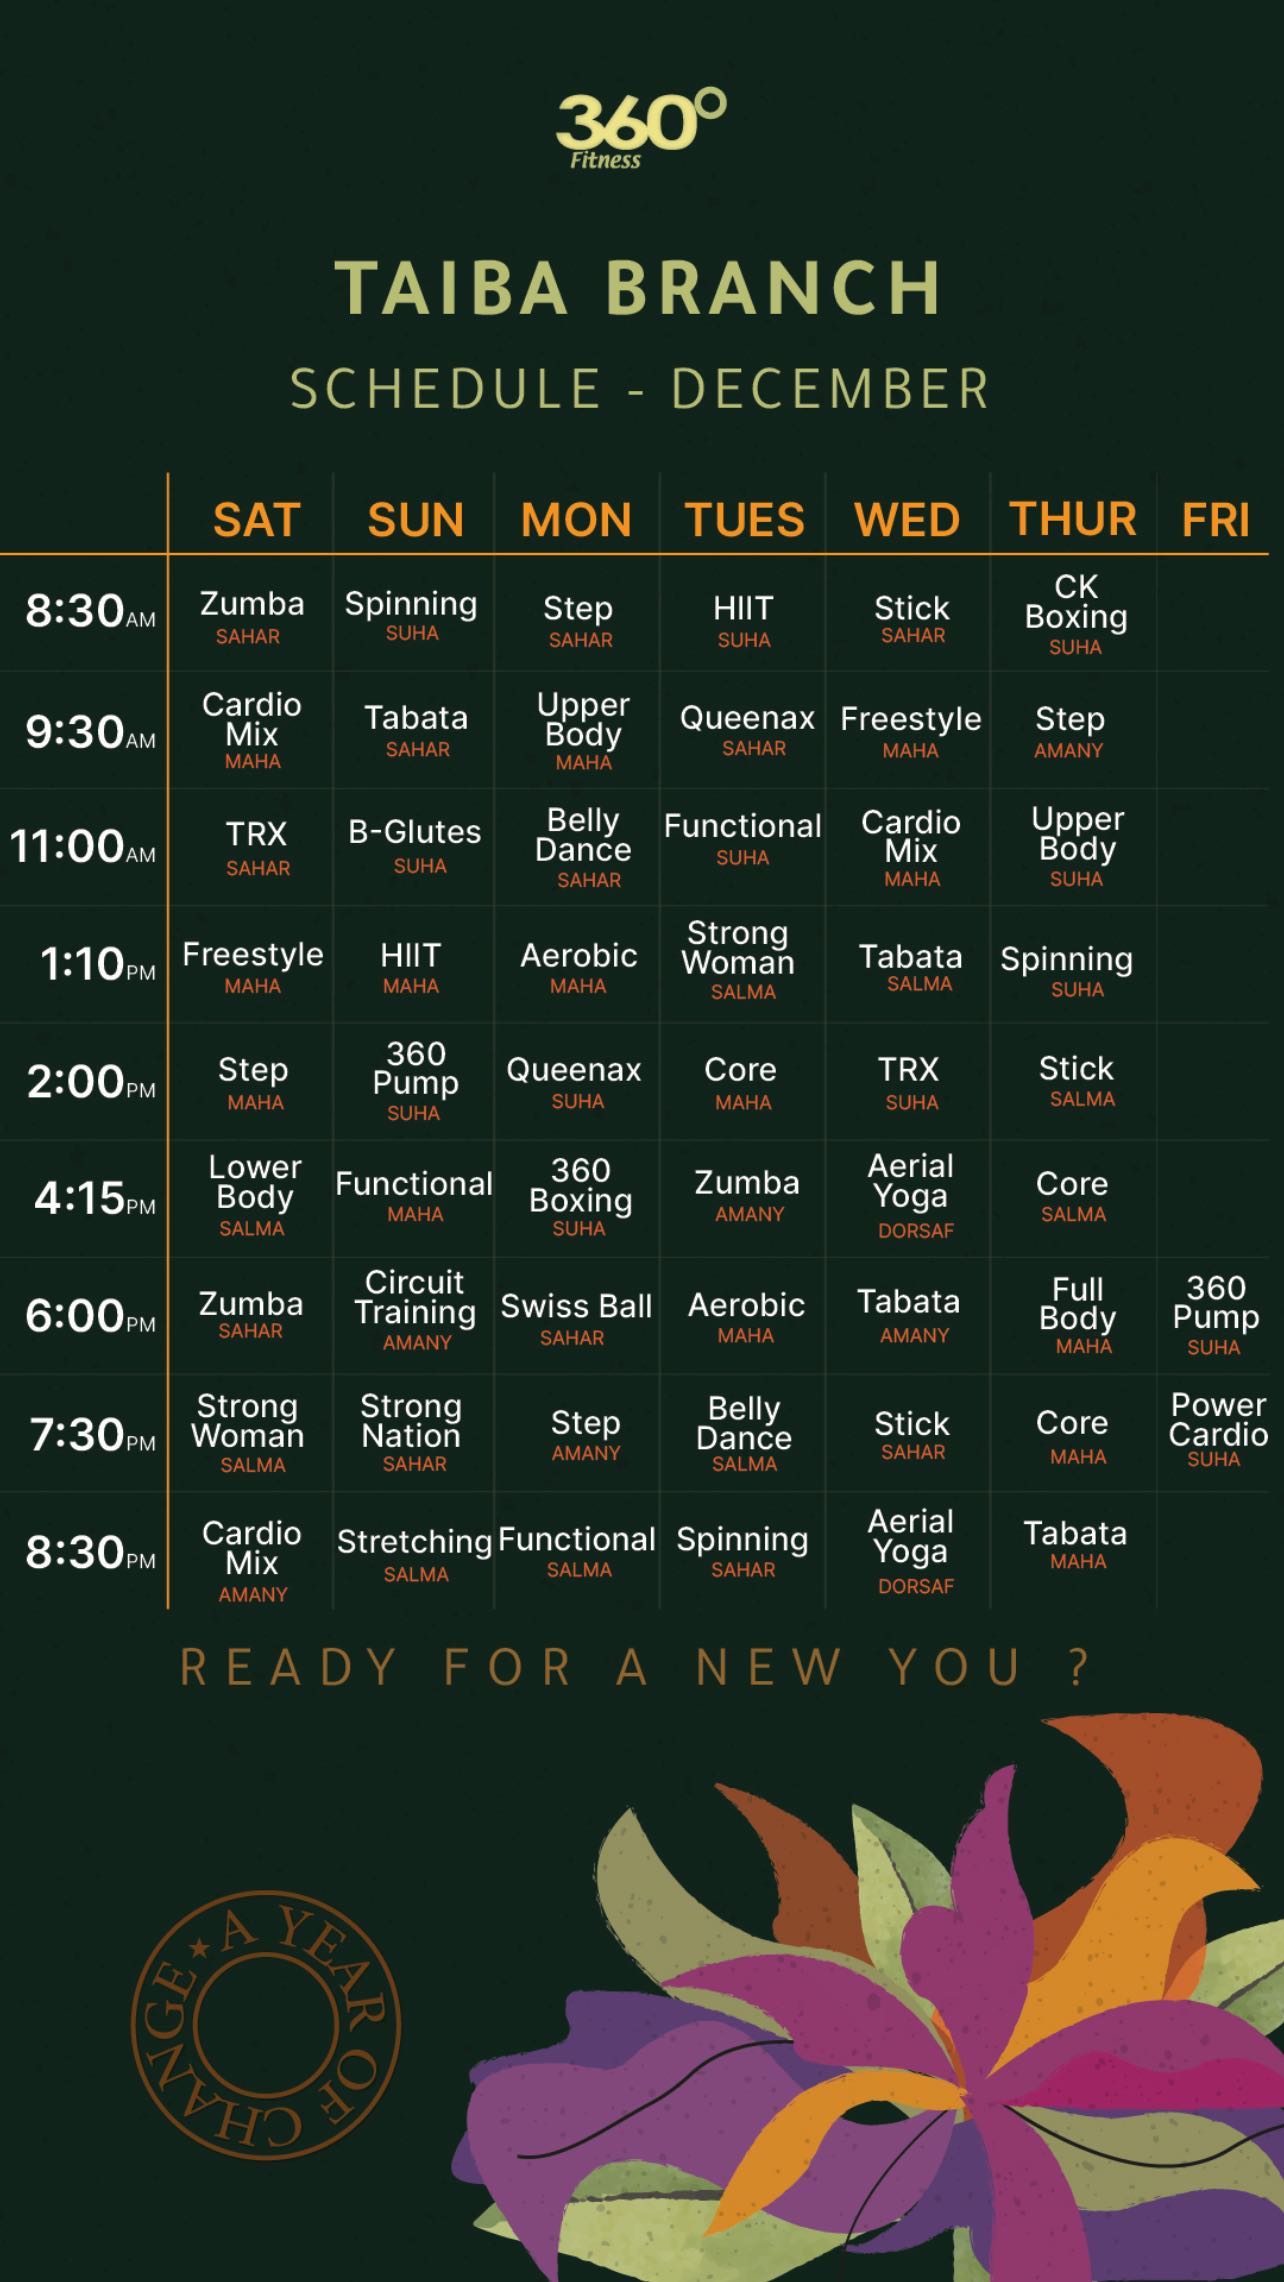 360°
Fitness
TAIBA BRANCH
SCHEDULE - DECEMBER
SAT SUN MON TUES WED THUR FRI
8:30AM
Zumba
SAHAR
Spinning
SUHA
Step
SAHAR
HIIT
SUHA
Stick
SAHAR
CK
Boxing
SUHA
9:30AM
Cardio
Mix
MAHA
Tabata
SAHAR
Upper
Body
MAHA
Queenax
SAHAR
Freestyle
MAHA
Step
AMANY
11:00AM
TRX
SAHAR
B-Glutes
SUHA
Belly
Dance
SAHAR
Functional
SUHA
Cardio
Mix
MAHA
Upper
Body
SUHA
1:10PM
Freestyle
MAHA
HIIT
MAHA
Aerobic
MAHA
Strong
Woman
SALMA
Tabata
SALMA
Spinning
SUHA
2:00PM
Step
MAHA
360
Pump
SUHA
Queenax
SUHA
Core
MAHA
TRX
SUHA
Stick
SALMA
4:15PM
Lower
Body
SALMA
Functional
MAHA
360
Boxing
SUHA
Zumba
AMANY
Aerial
Yoga
DORSAF
Core
SALMA
6:00PM
Zumba
SAHAR
Circuit
Training
AMANY
Swiss Ball
SAHAR
Aerobic
MAHA
Tabata
AMANY
Full
Body
MAHA
360
Pump
SUHA
7:30PM
Strong
Woman
SALMA
Strong
Nation
SAHAR
Step
AMANY
Belly
Dance
SALMA
Stick
SAHAR
Core
MAHA
Power
Cardio
SUHA
8:30PM
Cardio
Mix
AMANY
Stretching
SALMA
Functional
SALMA
Spinning
SAHAR
Aerial
Yoga
DORSAF
Tabata
MAHA
READY FOR A NEW YOU ?
A YEAR OF CHANGE